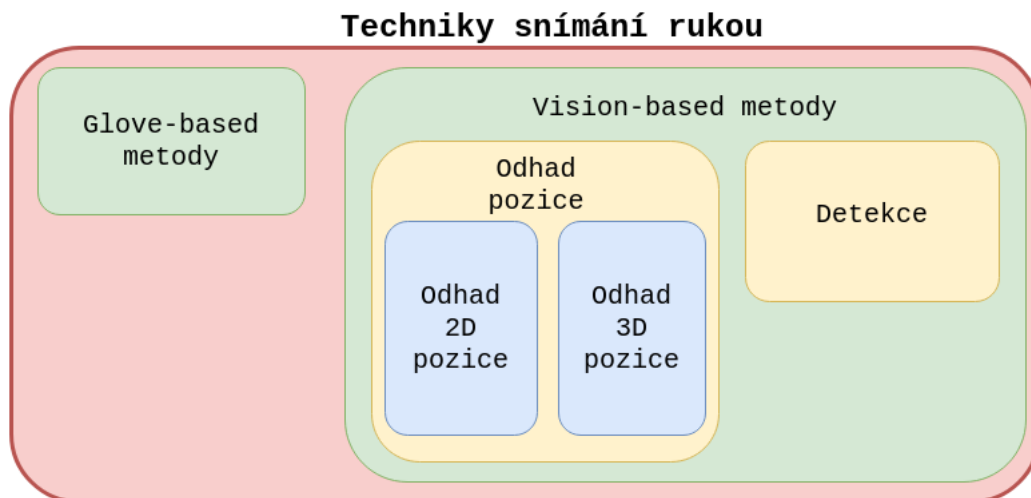 Techniky snímání rukou
Glove-based
metody
Vision-based metody
Odhad
pozice
Odhad
2D
pozice
Odhad
3D
pozice
Detekce